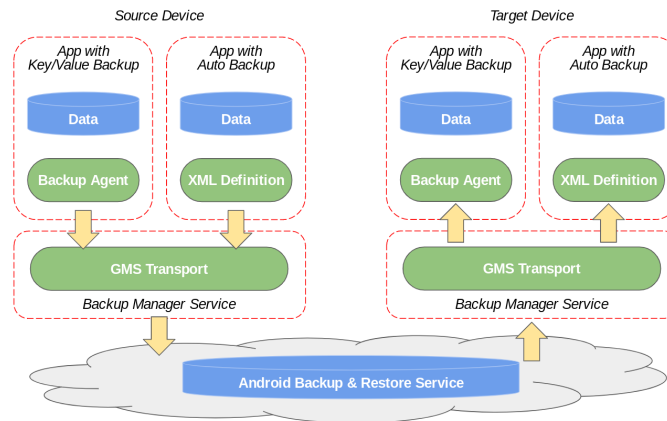 Source Device
Target Device
App with
Key/Value Backup
App with
Auto Backup
App with
Key/Value Backup
App with
Auto Backup
Data
Data
Data
Data
Backup Agent
XML Definition
Backup Agent
XML Definition
GMS Transport
GMS Transport
Backup Manager Service
Backup Manager Service
Android Backup & Restore Service